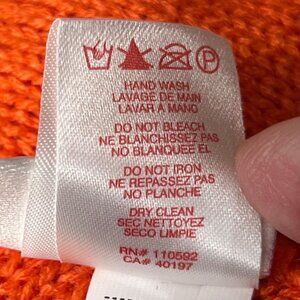 P
HAND WASH
LAVAGE DE MAIN
LAVAR A MANO
DO NOT BLEACH
NE BLANCHISSEZ PAS
NO BLANQUEE EL
DO NOT IRON
NE REPASSEZ PAS
NO PLANCHE
DRY CLEAN
SEC NETTOYEZ
SECO LIMPIE
RN# 110592
CA# 40197